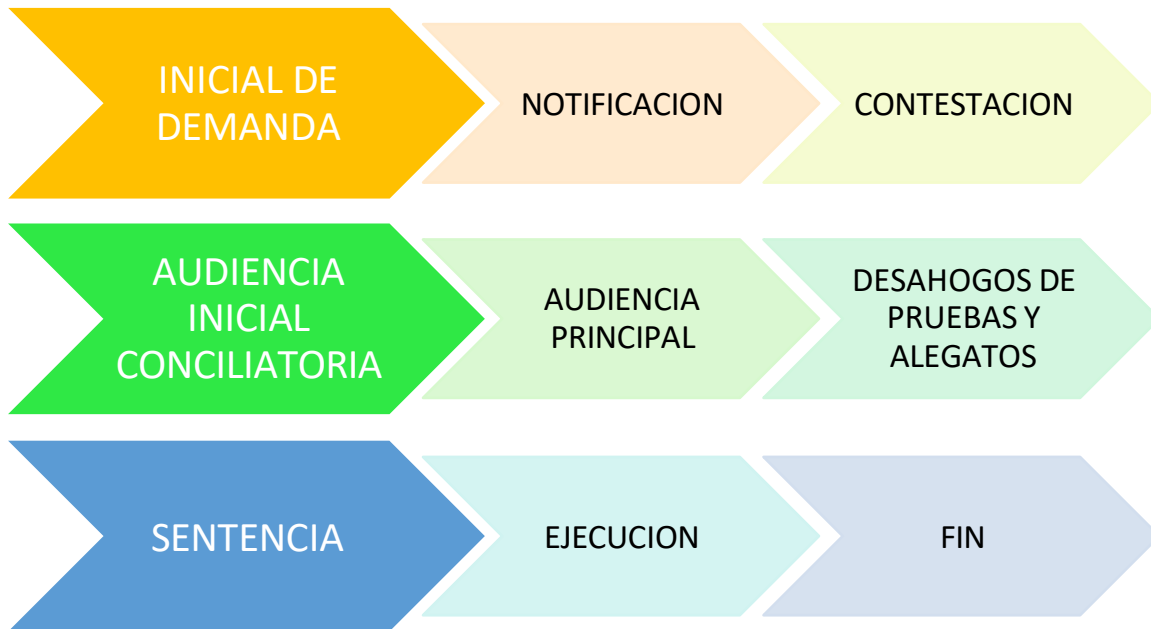 INICIAL DE
DEMANDA
NOTIFICACION
CONTESTACION
AUDIENCIA
INICIAL
CONCILIATORIA
AUDIENCIA
PRINCIPAL
DESAHOGOS DE
PRUEBAS Y
ALEGATOS
SENTENCIA
EJECUCION
FIN